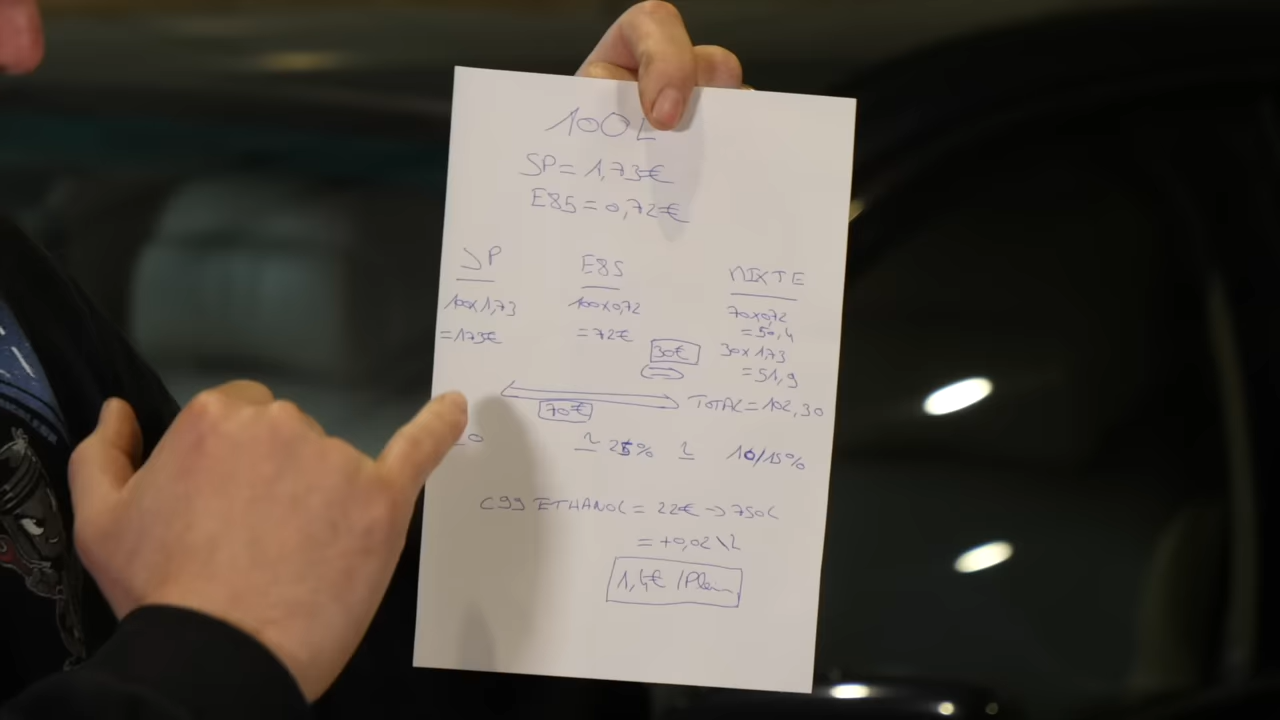 100L
SP = 1,73€
E85 = 0,72€
SP
100x1,73
=173€
E85
100x0,72
=72€
MIXTE
70x0,72
=50,4
30x1,73
=51,9
30€
70€
TOTAL = 102,30
0
~ 25%
~
10/15%
C99 ETHANOL = 22€ → 750L
= +0,02\L
1,4€ /Plein